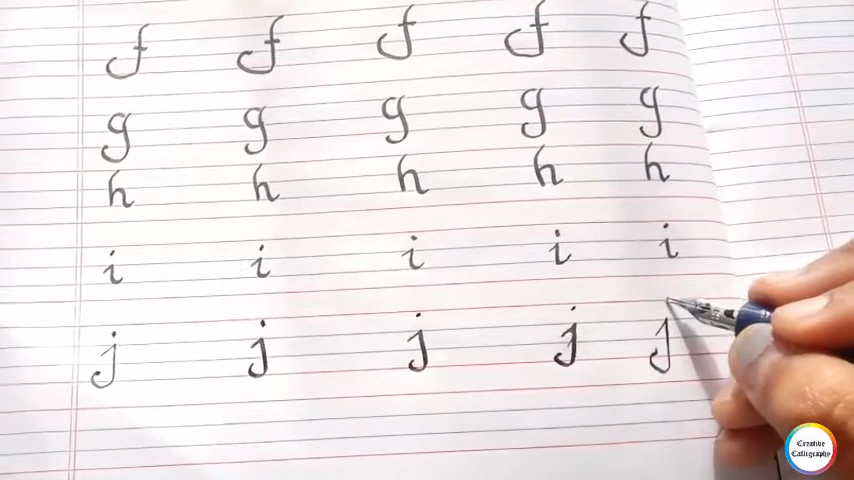 f f f f f
g g g g g
h h h h h
i i i i i
j j j j j
Creative
Calligraphy